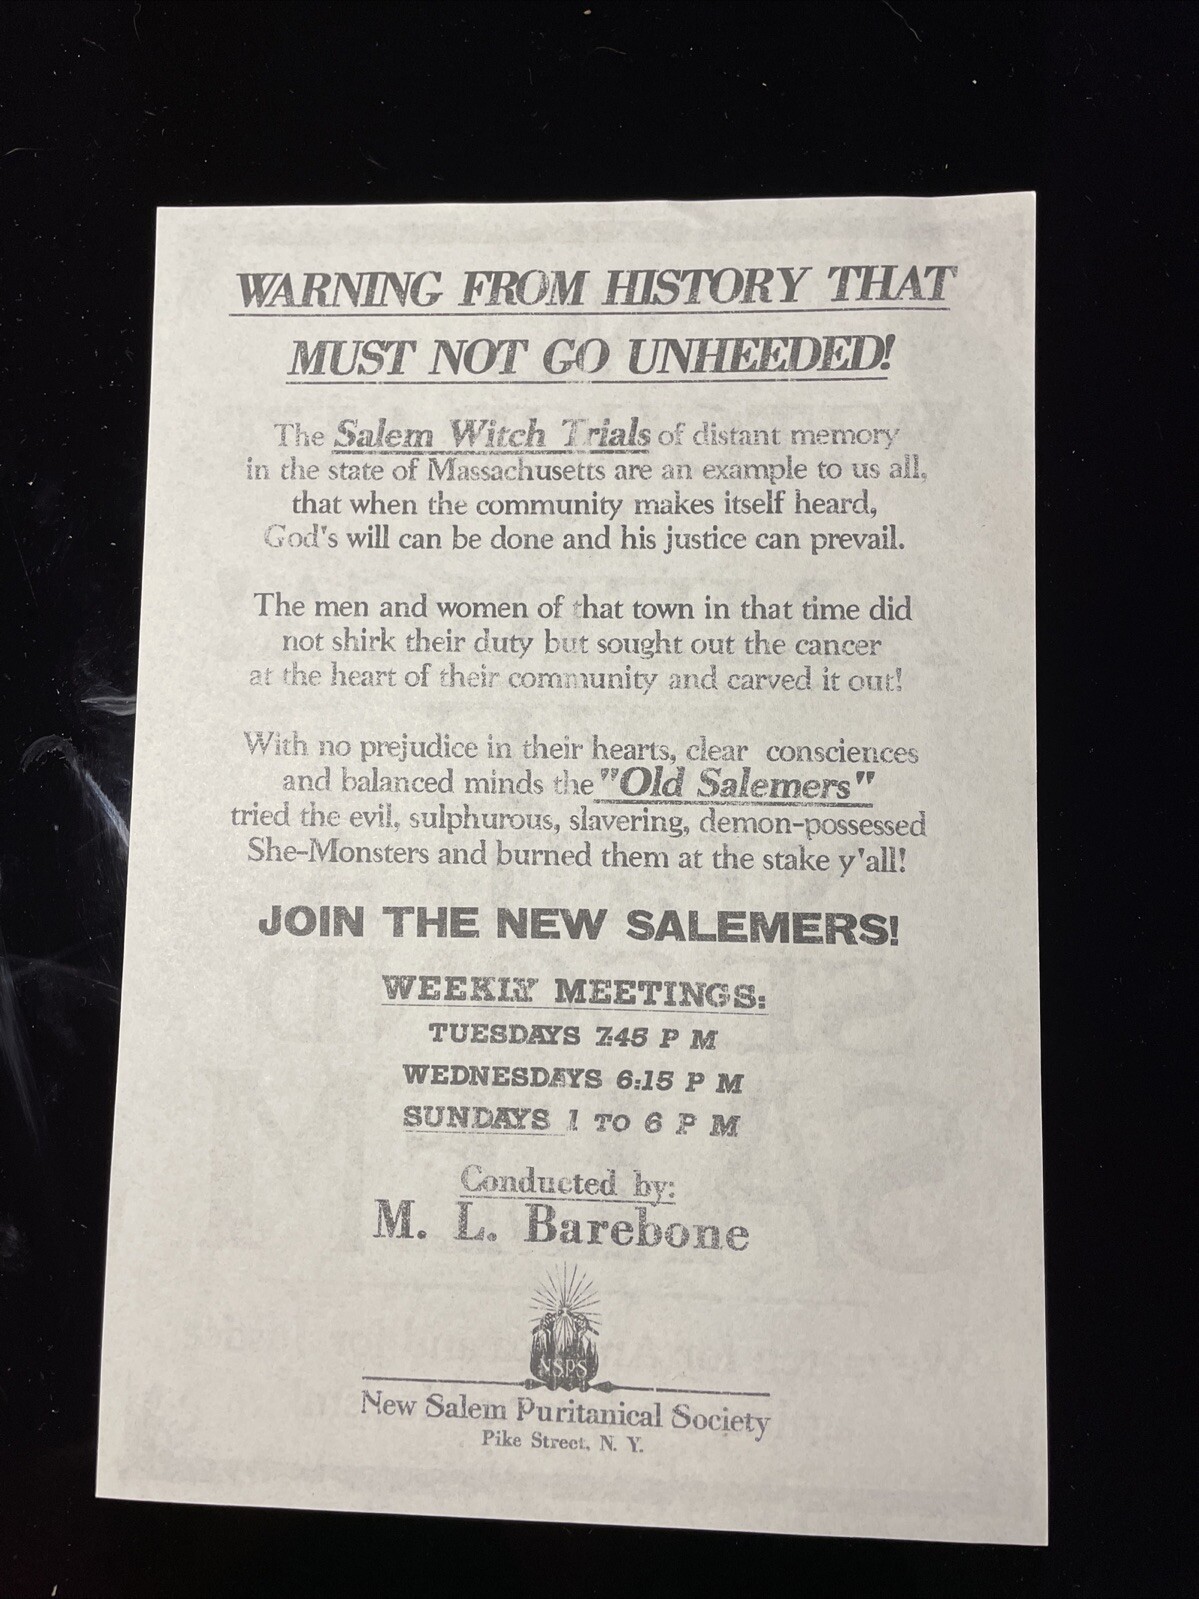 WARNING FROM HISTORY THAT
MUST NOT GO UNHEEDED!
The Salem Witch Trials of distant memory
in the state of Massachusetts are an example to us all,
that when the community makes itself heard,
God's will can be done and his justice can prevail.
The men and women of that town in that time did
not shirk their duty but sought out the cancer
at the heart of their community and carved it out!
With no prejudice in their hearts, clear consciences
and balanced minds the "Old Salemers"
tried the evil, sulphurous, slavering, demon-possessed
She-Monsters and burned them at the stake y'all!
JOIN THE NEW SALEMERS!
WEEKLY MEETINGS:
TUESDAYS 7:45 P M
WEDNESDAYS 6:15 P M
SUNDAYS 1 TO 6 P M
Conducted by:
M. L. Barebone
NSPS
New Salem Puritanical Society
Pike Street, N. Y.